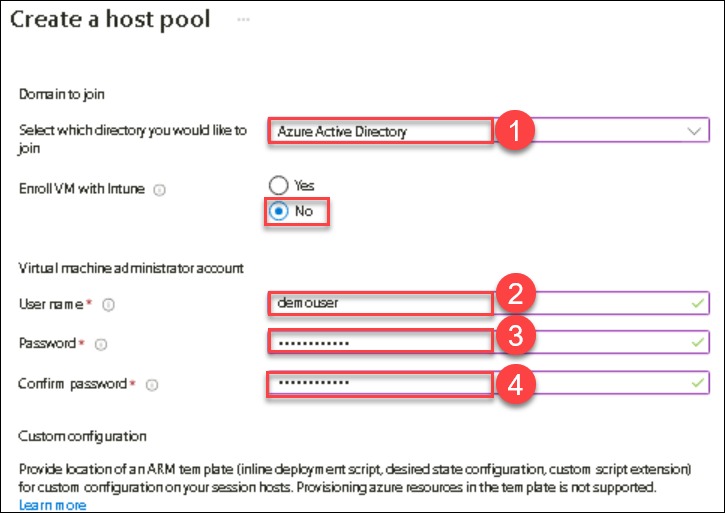 Create a host pool ...
Domain to join
Select which directory you would like to
join
Azure Active Directory
1
Enroll VM with Intune
Yes
No
Virtual machine administrator account
User name *
demouser
2
Password *
••••••••••••
3
Confirm password *
••••••••••••
4
Custom configuration
Provide location of an ARM template (inline deployment script, desired state configuration, custom script extension)
for custom configuration on your session hosts. Provisioning azure resources in the template is not supported.
Learn more